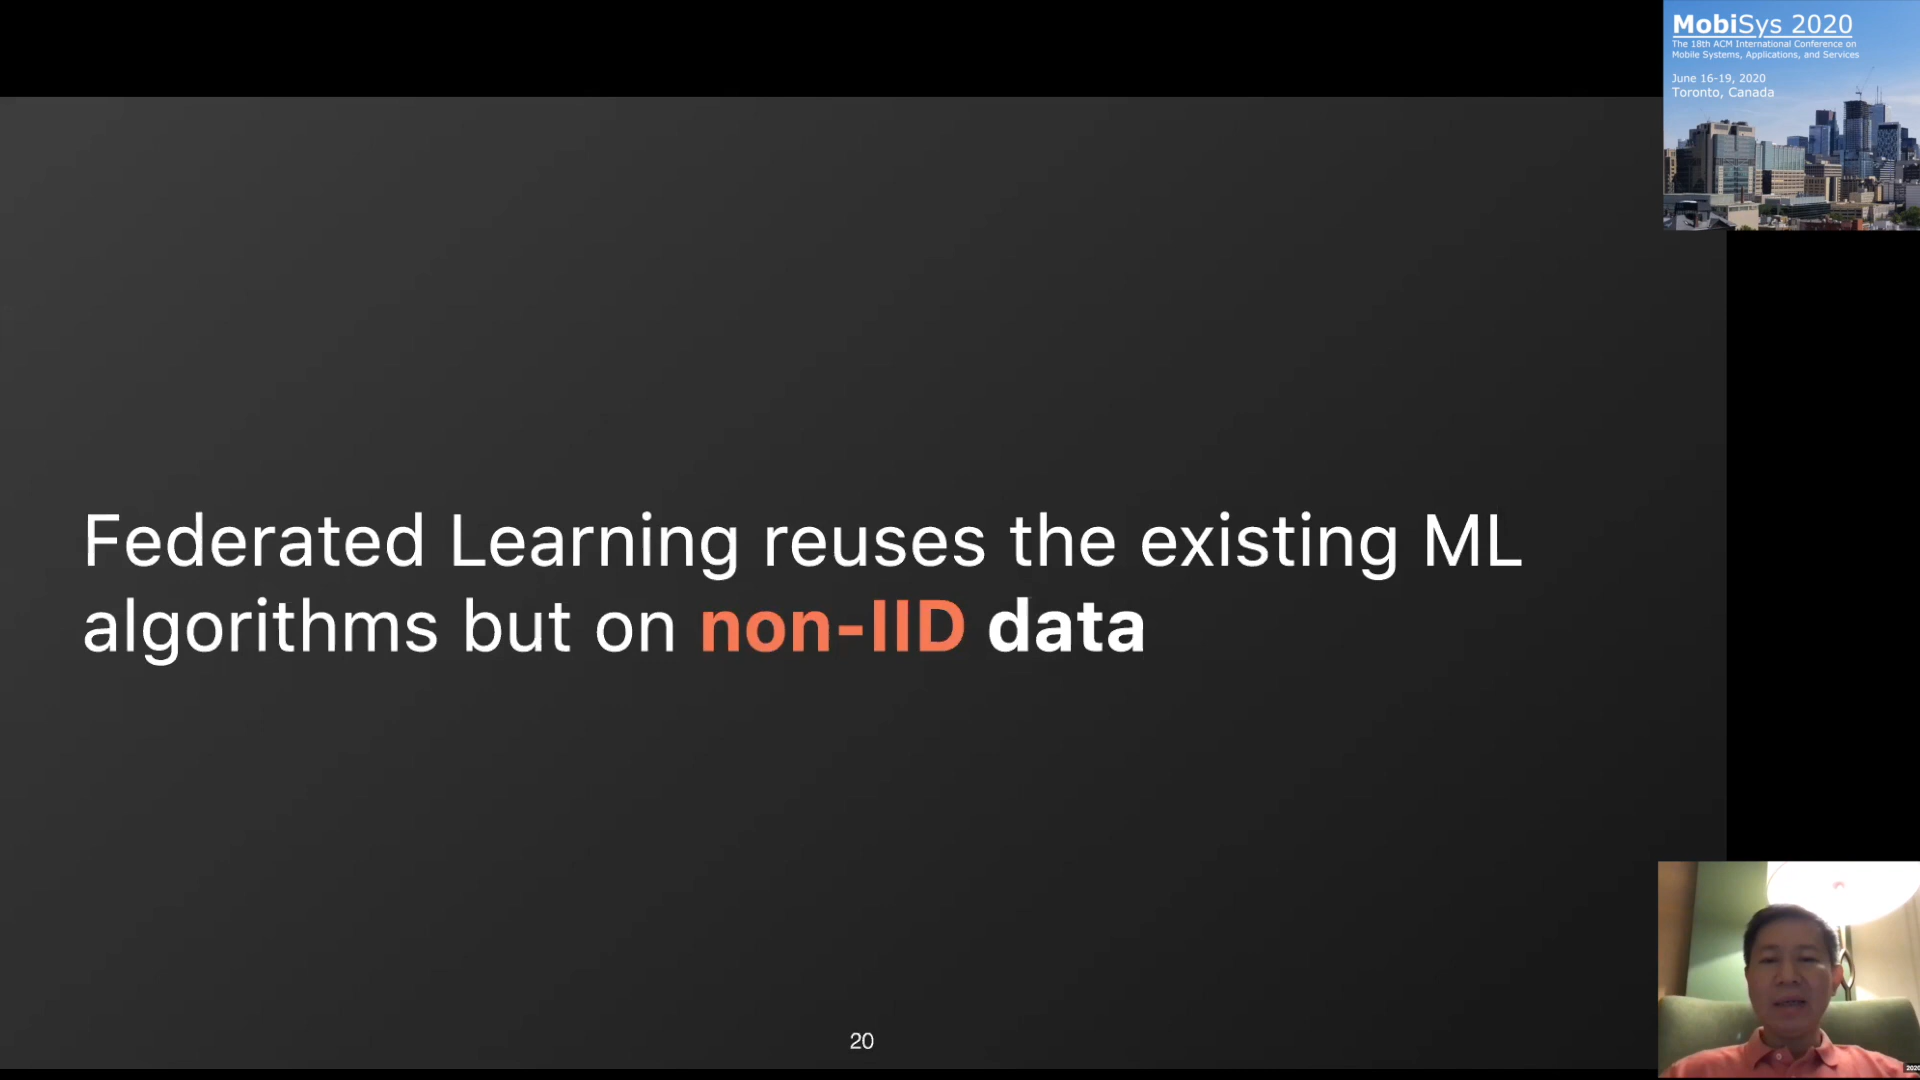 MobiSys 2020
The 18th ACM International Conference on
Mobile Systems, Applications, and Services
June 16-19, 2020
Toronto, Canada
Federated Learning reuses the existing ML
algorithms but on non-IID data
20